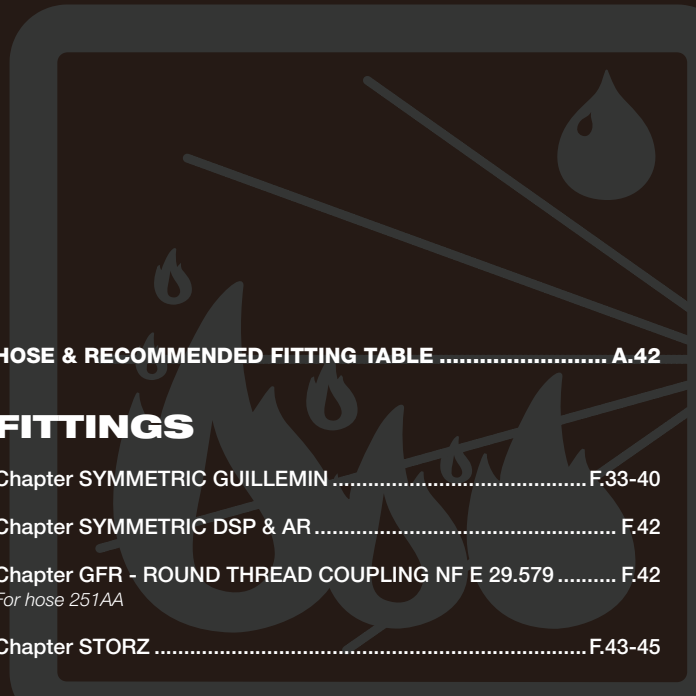 HOSE & RECOMMENDED FITTING TABLE ......................... A.42
FITTINGS
Chapter SYMMETRIC GUILLEMIN ..........................................F.33-40
Chapter SYMMETRIC DSP & AR ................................................. F.42
Chapter GFR - ROUND THREAD COUPLING NF E 29.579 .......... F.42
For hose 251AA
Chapter STORZ .......................................................................F.43-45